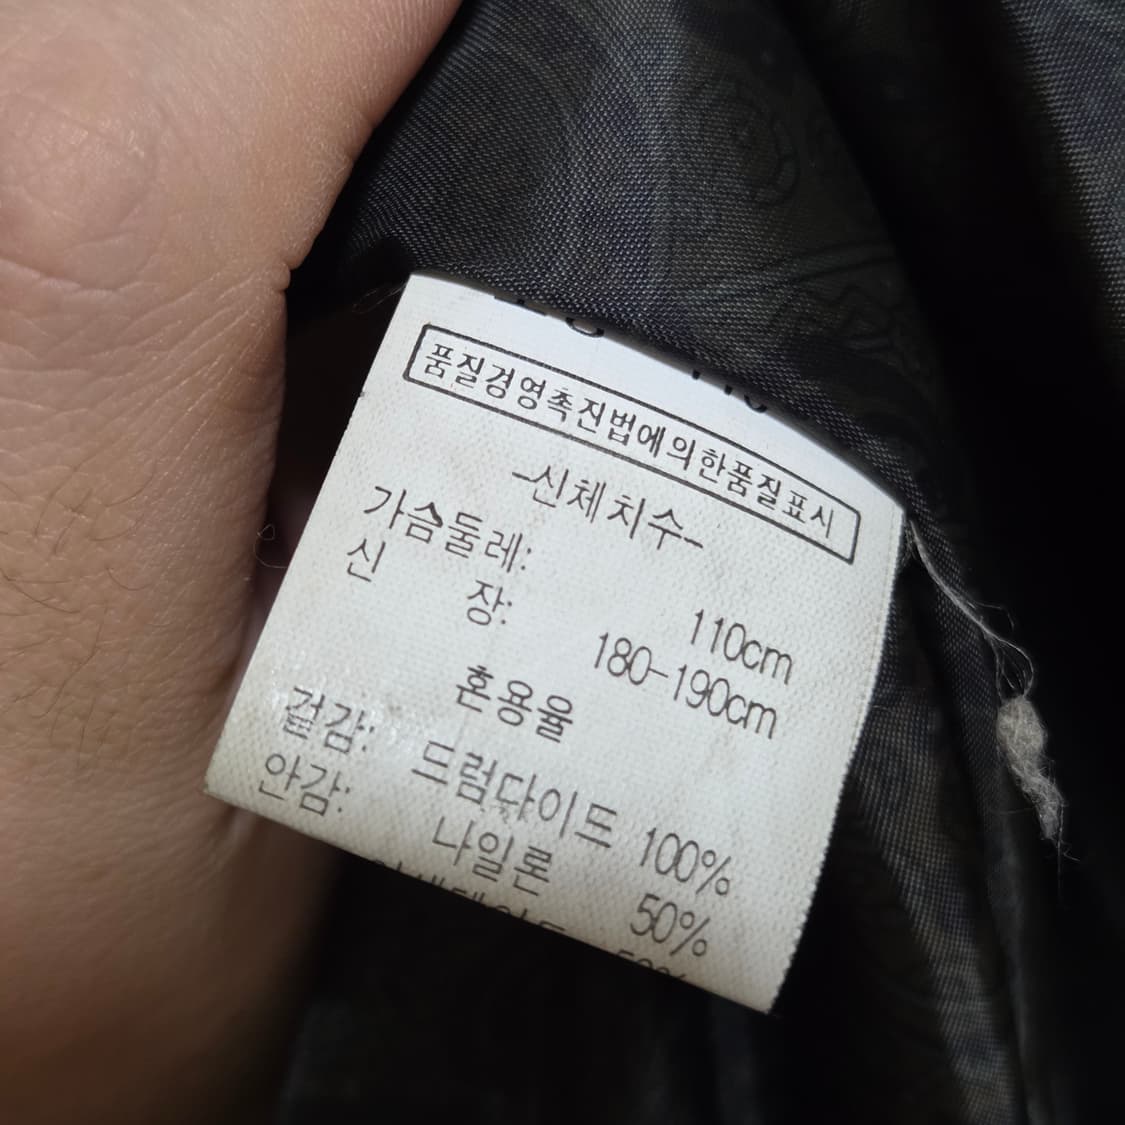 품질경영촉진법에의한품질표시
-신체치수-
가슴둘레: 110cm
신 장: 180-190cm
혼용율
겉감: 드럼다이드 100%
안감: 나일론 50%
50%